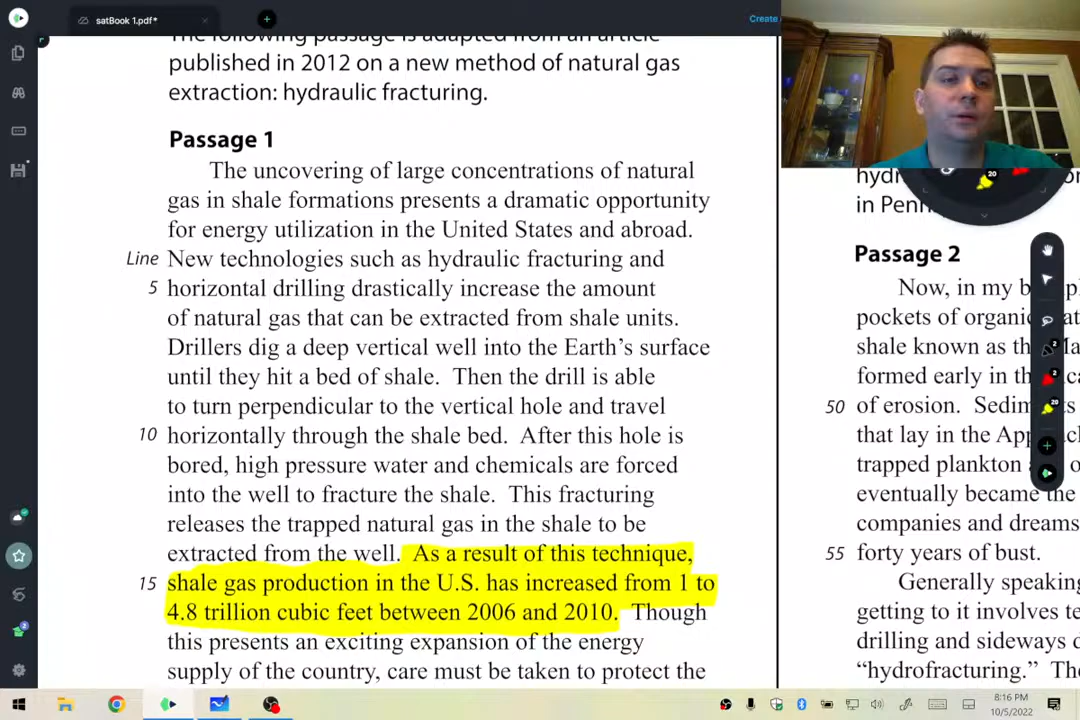 satBook 1.pdf*
Create
The following passage is adapted from an article
published in 2012 on a new method of natural gas
extraction: hydraulic fracturing.
Passage 1
The uncovering of large concentrations of natural
gas in shale formations presents a dramatic opportunity
for energy utilization in the United States and abroad.
Line New technologies such as hydraulic fracturing and
5 horizontal drilling drastically increase the amount
of natural gas that can be extracted from shale units.
Drillers dig a deep vertical well into the Earth's surface
until they hit a bed of shale. Then the drill is able
to turn perpendicular to the vertical hole and travel
10 horizontally through the shale bed. After this hole is
bored, high pressure water and chemicals are forced
into the well to fracture the shale. This fracturing
releases the trapped natural gas in the shale to be
extracted from the well. As a result of this technique,
15 shale gas production in the U.S. has increased from 1 to
4.8 trillion cubic feet between 2006 and 2010. Though
this presents an exciting expansion of the energy
supply of the country, care must be taken to protect the
hydr
in Penn
Passage 2
Now, in my b
pockets of organic
shale known as th Ma
formed early in th
50 of erosion. Sedim
that lay in the App
trapped plankton
eventually became the
companies and dreams
55 forty years of bust.
Generally speaking
getting to it involves te
drilling and sideways d
"hydrofracturing." The
20
2
2
20
2
8:16 PM
10/5/2022